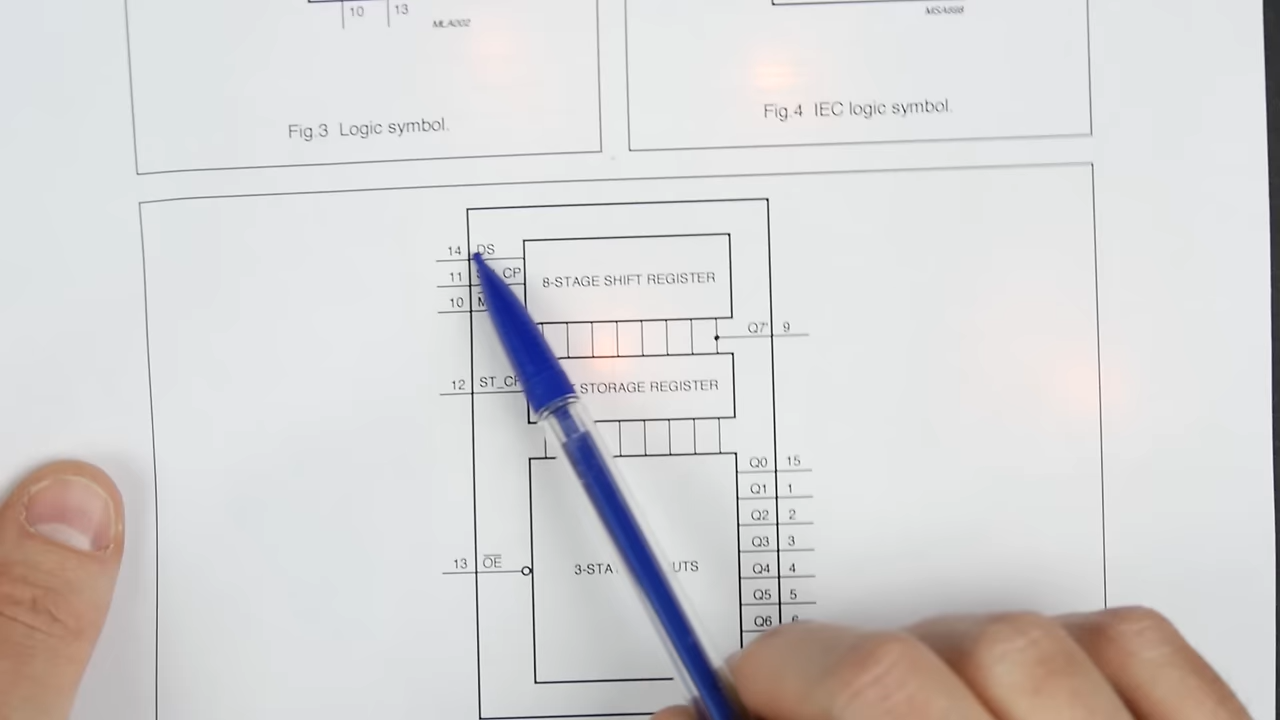 10 13
MLA002
Fig.3 Logic symbol.
Fig.4 IEC logic symbol.
14 DS
11 CP
10
8-STAGE SHIFT REGISTER
Q7' 9
12 ST_CP
STORAGE REGISTER
Q0 15
Q1 1
Q2 2
Q3 3
13 OE
Q4 4
3-STA UTS
Q5 5
Q6 6